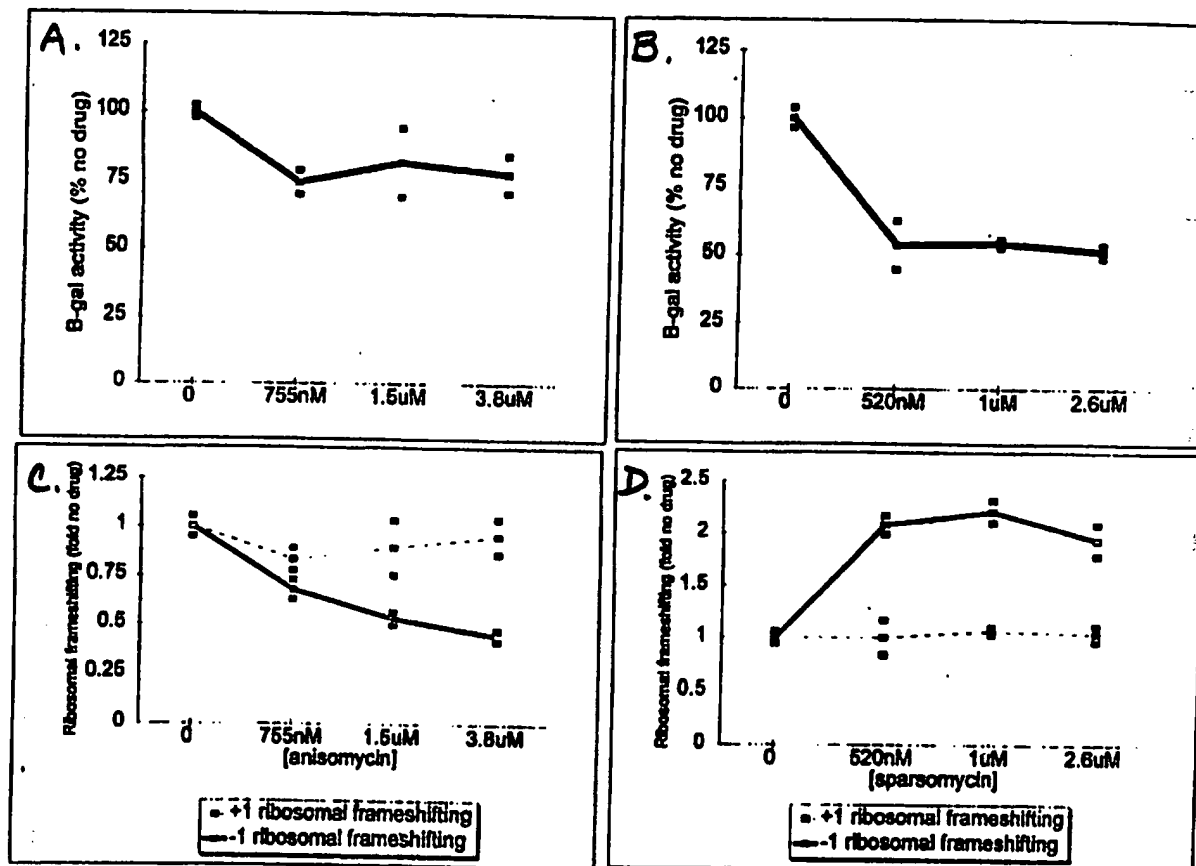 A.
B-gal activity (% no drug)
125
100
75
50
25
0
0 755nM 1.5uM 3.8uM
B.
B-gal activity (% no drug)
125
100
75
50
25
0
0 520nM 1uM 2.6uM
C.
Ribosomal frameshifting (fold no drug)
1.25
1
0.75
0.5
0.25
0
0 755nM 1.5uM 3.8uM
[anisomycin]
+1 ribosomal frameshifting
-1 ribosomal frameshifting
D.
Ribosomal frameshifting (fold no drug)
2.5
2
1.5
1
0.5
0
0 520nM 1uM 2.6uM
[sparsomycin]
+1 ribosomal frameshifting
-1 ribosomal frameshifting